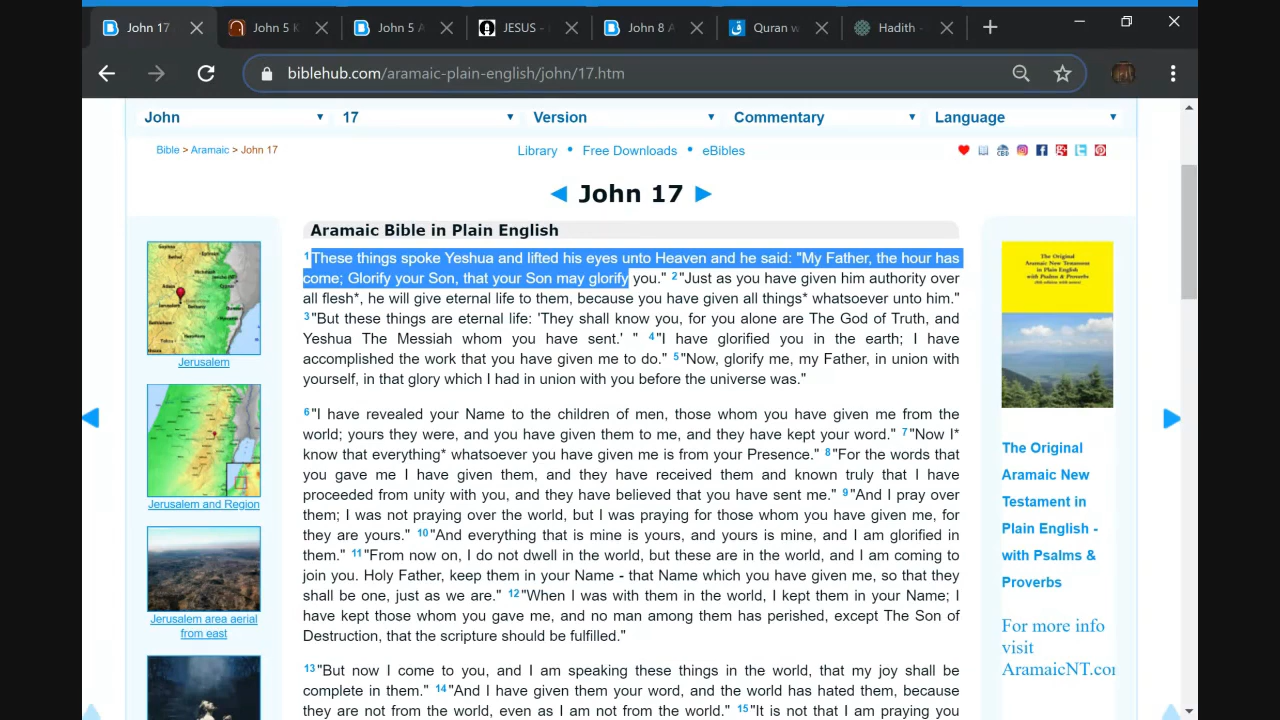 John 17
John 5 K
John 5 A
JESUS -
John 8 A
Quran w
Hadith -
biblehub.com/aramaic-plain-english/john/17.htm
John 17 Version Commentary Language
Bible > Aramaic > John 17
Library • Free Downloads • eBibles
John 17
Aramaic Bible in Plain English
1These things spoke Yeshua and lifted his eyes unto Heaven and he said: "My Father, the hour has
come: Glorify your Son, that your Son may glorify you." 2"Just as you have given him authority over
all flesh*, he will give eternal life to them, because you have given all things* whatsoever unto him."
3"But these things are eternal life: 'They shall know you, for you alone are The God of Truth, and
Yeshua The Messiah whom you have sent.' " 4"I have glorified you in the earth; I have
accomplished the work that you have given me to do." 5"Now, glorify me, my Father, in union with
yourself, in that glory which I had in union with you before the universe was."
6"I have revealed your Name to the children of men, those whom you have given me from the
world; yours they were, and you have given them to me, and they have kept your word." 7"Now I*
know that everything* whatsoever you have given me is from your Presence." 8"For the words that
you gave me I have given them, and they have received them and known truly that I have
proceeded from unity with you, and they have believed that you have sent me." 9"And I pray over
them; I was not praying over the world, but I was praying for those whom you have given me, for
they are yours." 10"And everything that is mine is yours, and yours is mine, and I am glorified in
them." 11"From now on, I do not dwell in the world, but these are in the world, and I am coming to
join you. Holy Father, keep them in your Name - that Name which you have given me, so that they
shall be one, just as we are." 12"When I was with them in the world, I kept them in your Name; I
have kept those whom you gave me, and no man among them has perished, except The Son of
Destruction, that the scripture should be fulfilled."
13"But now I come to you, and I am speaking these things in the world, that my joy shall be
complete in them." 14"And I have given them your word, and the world has hated them, because
they are not from the world, even as I am not from the world." 15"It is not that I am praying you
Jerusalem
Jerusalem and Region
Jerusalem area aerial
from east
The Original
Aramaic New Testament
in Plain English
with Psalms & Proverbs
The Original
Aramaic New
Testament in
Plain English -
with Psalms &
Proverbs
For more info
visit
AramaicNT.cor